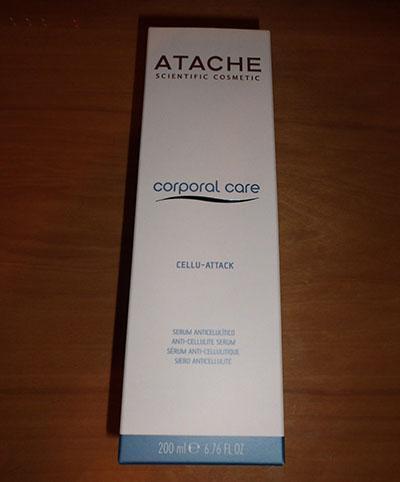 ATACHE
SCIENTIFIC COSMETIC
corporal care
CELLU-ATTACK
SERUM ANTICELULÍTICO
ANTI-CELLULITE SERUM
SÉRUM ANTI-CELLULITIQUE
SIERO ANTICELLULITE
200 ml ℮ 6.76 FL OZ